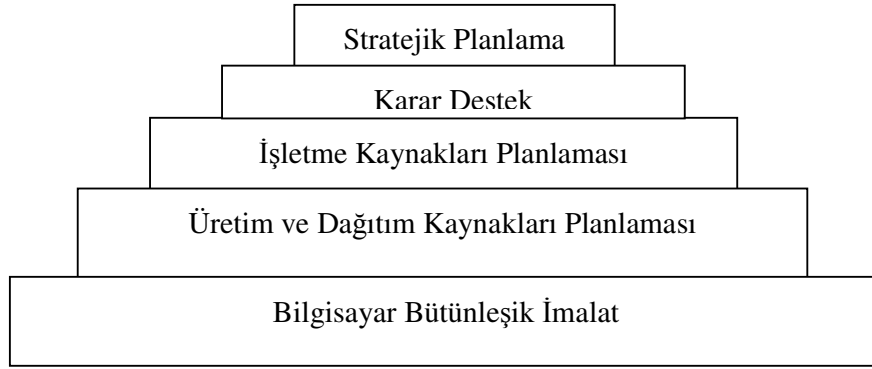 Stratejik Planlama
Karar Destek
İşletme Kaynakları Planlaması
Üretim ve Dağıtım Kaynakları Planlaması
Bilgisayar Bütünleşik İmalat